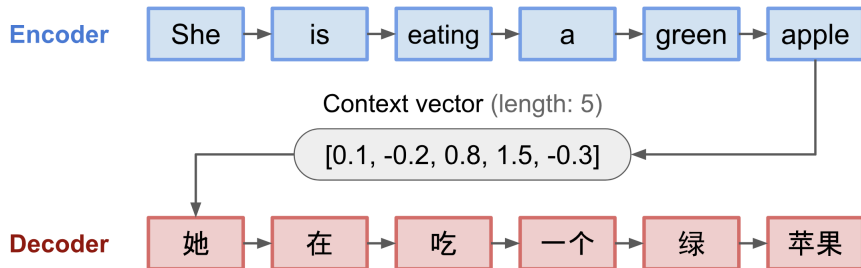 Encoder She is eating a green apple
Context vector (length: 5)
[0.1, -0.2, 0.8, 1.5, -0.3]
Decoder 她 在 吃 一个 绿 苹果